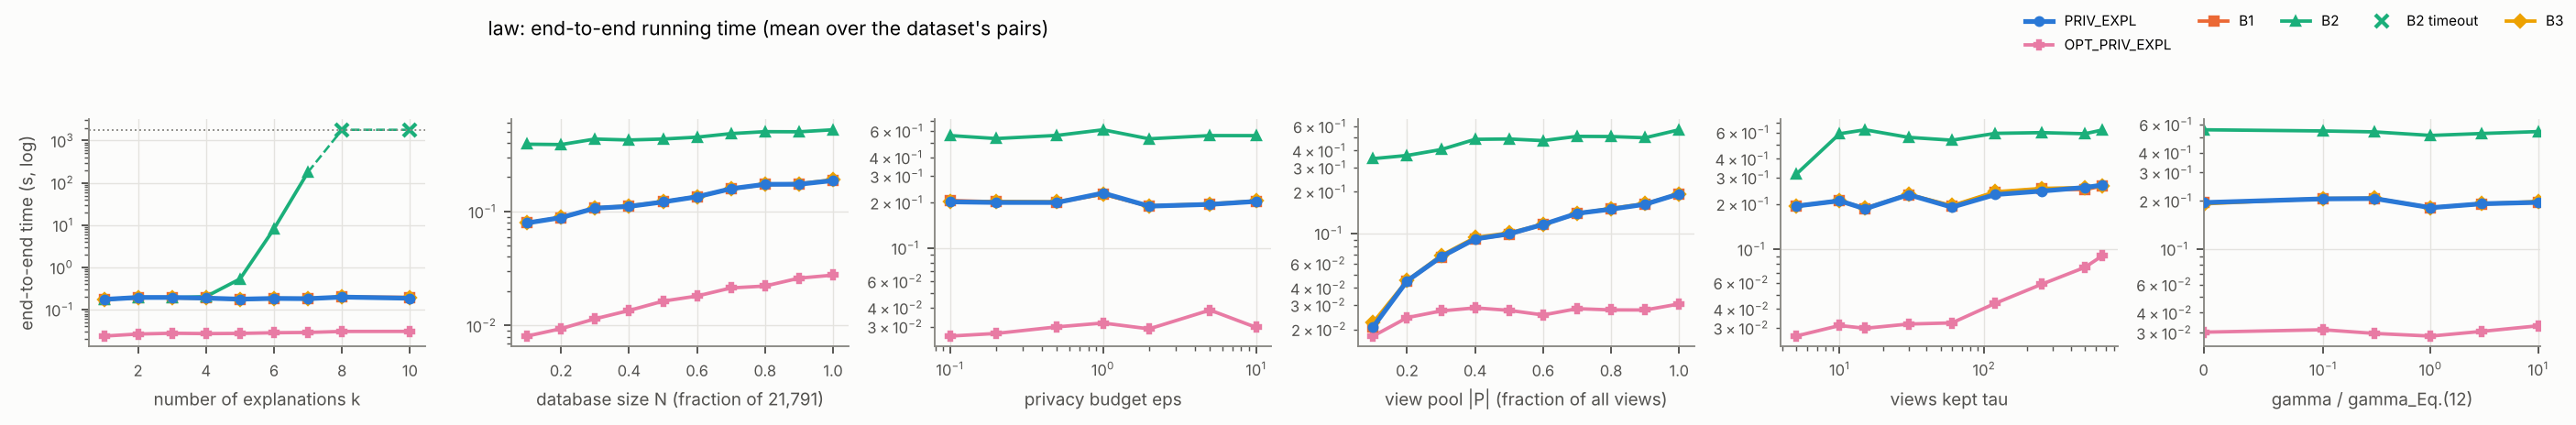 law: end-to-end running time (mean over the dataset's pairs)
PRIV_EXPL B1 B2 B2 timeout B3
OPT_PRIV_EXPL
end-to-end time (s, log)
10³
10²
10¹
10⁰
10⁻¹
2 4 6 8 10
number of explanations k
10⁻¹
10⁻²
0.2 0.4 0.6 0.8 1.0
database size N (fraction of 21,791)
6 × 10⁻¹
4 × 10⁻¹
3 × 10⁻¹
2 × 10⁻¹
10⁻¹
6 × 10⁻²
4 × 10⁻²
3 × 10⁻²
10⁻¹ 10⁰ 10¹
privacy budget eps
6 × 10⁻¹
4 × 10⁻¹
3 × 10⁻¹
2 × 10⁻¹
10⁻¹
6 × 10⁻²
4 × 10⁻²
3 × 10⁻²
2 × 10⁻²
0.2 0.4 0.6 0.8 1.0
view pool |P| (fraction of all views)
6 × 10⁻¹
4 × 10⁻¹
3 × 10⁻¹
2 × 10⁻¹
10⁻¹
6 × 10⁻²
4 × 10⁻²
3 × 10⁻²
10¹ 10²
views kept tau
6 × 10⁻¹
4 × 10⁻¹
3 × 10⁻¹
2 × 10⁻¹
10⁻¹
6 × 10⁻²
4 × 10⁻²
3 × 10⁻²
0 10⁻¹ 10⁰ 10¹
gamma / gamma_Eq.(12)